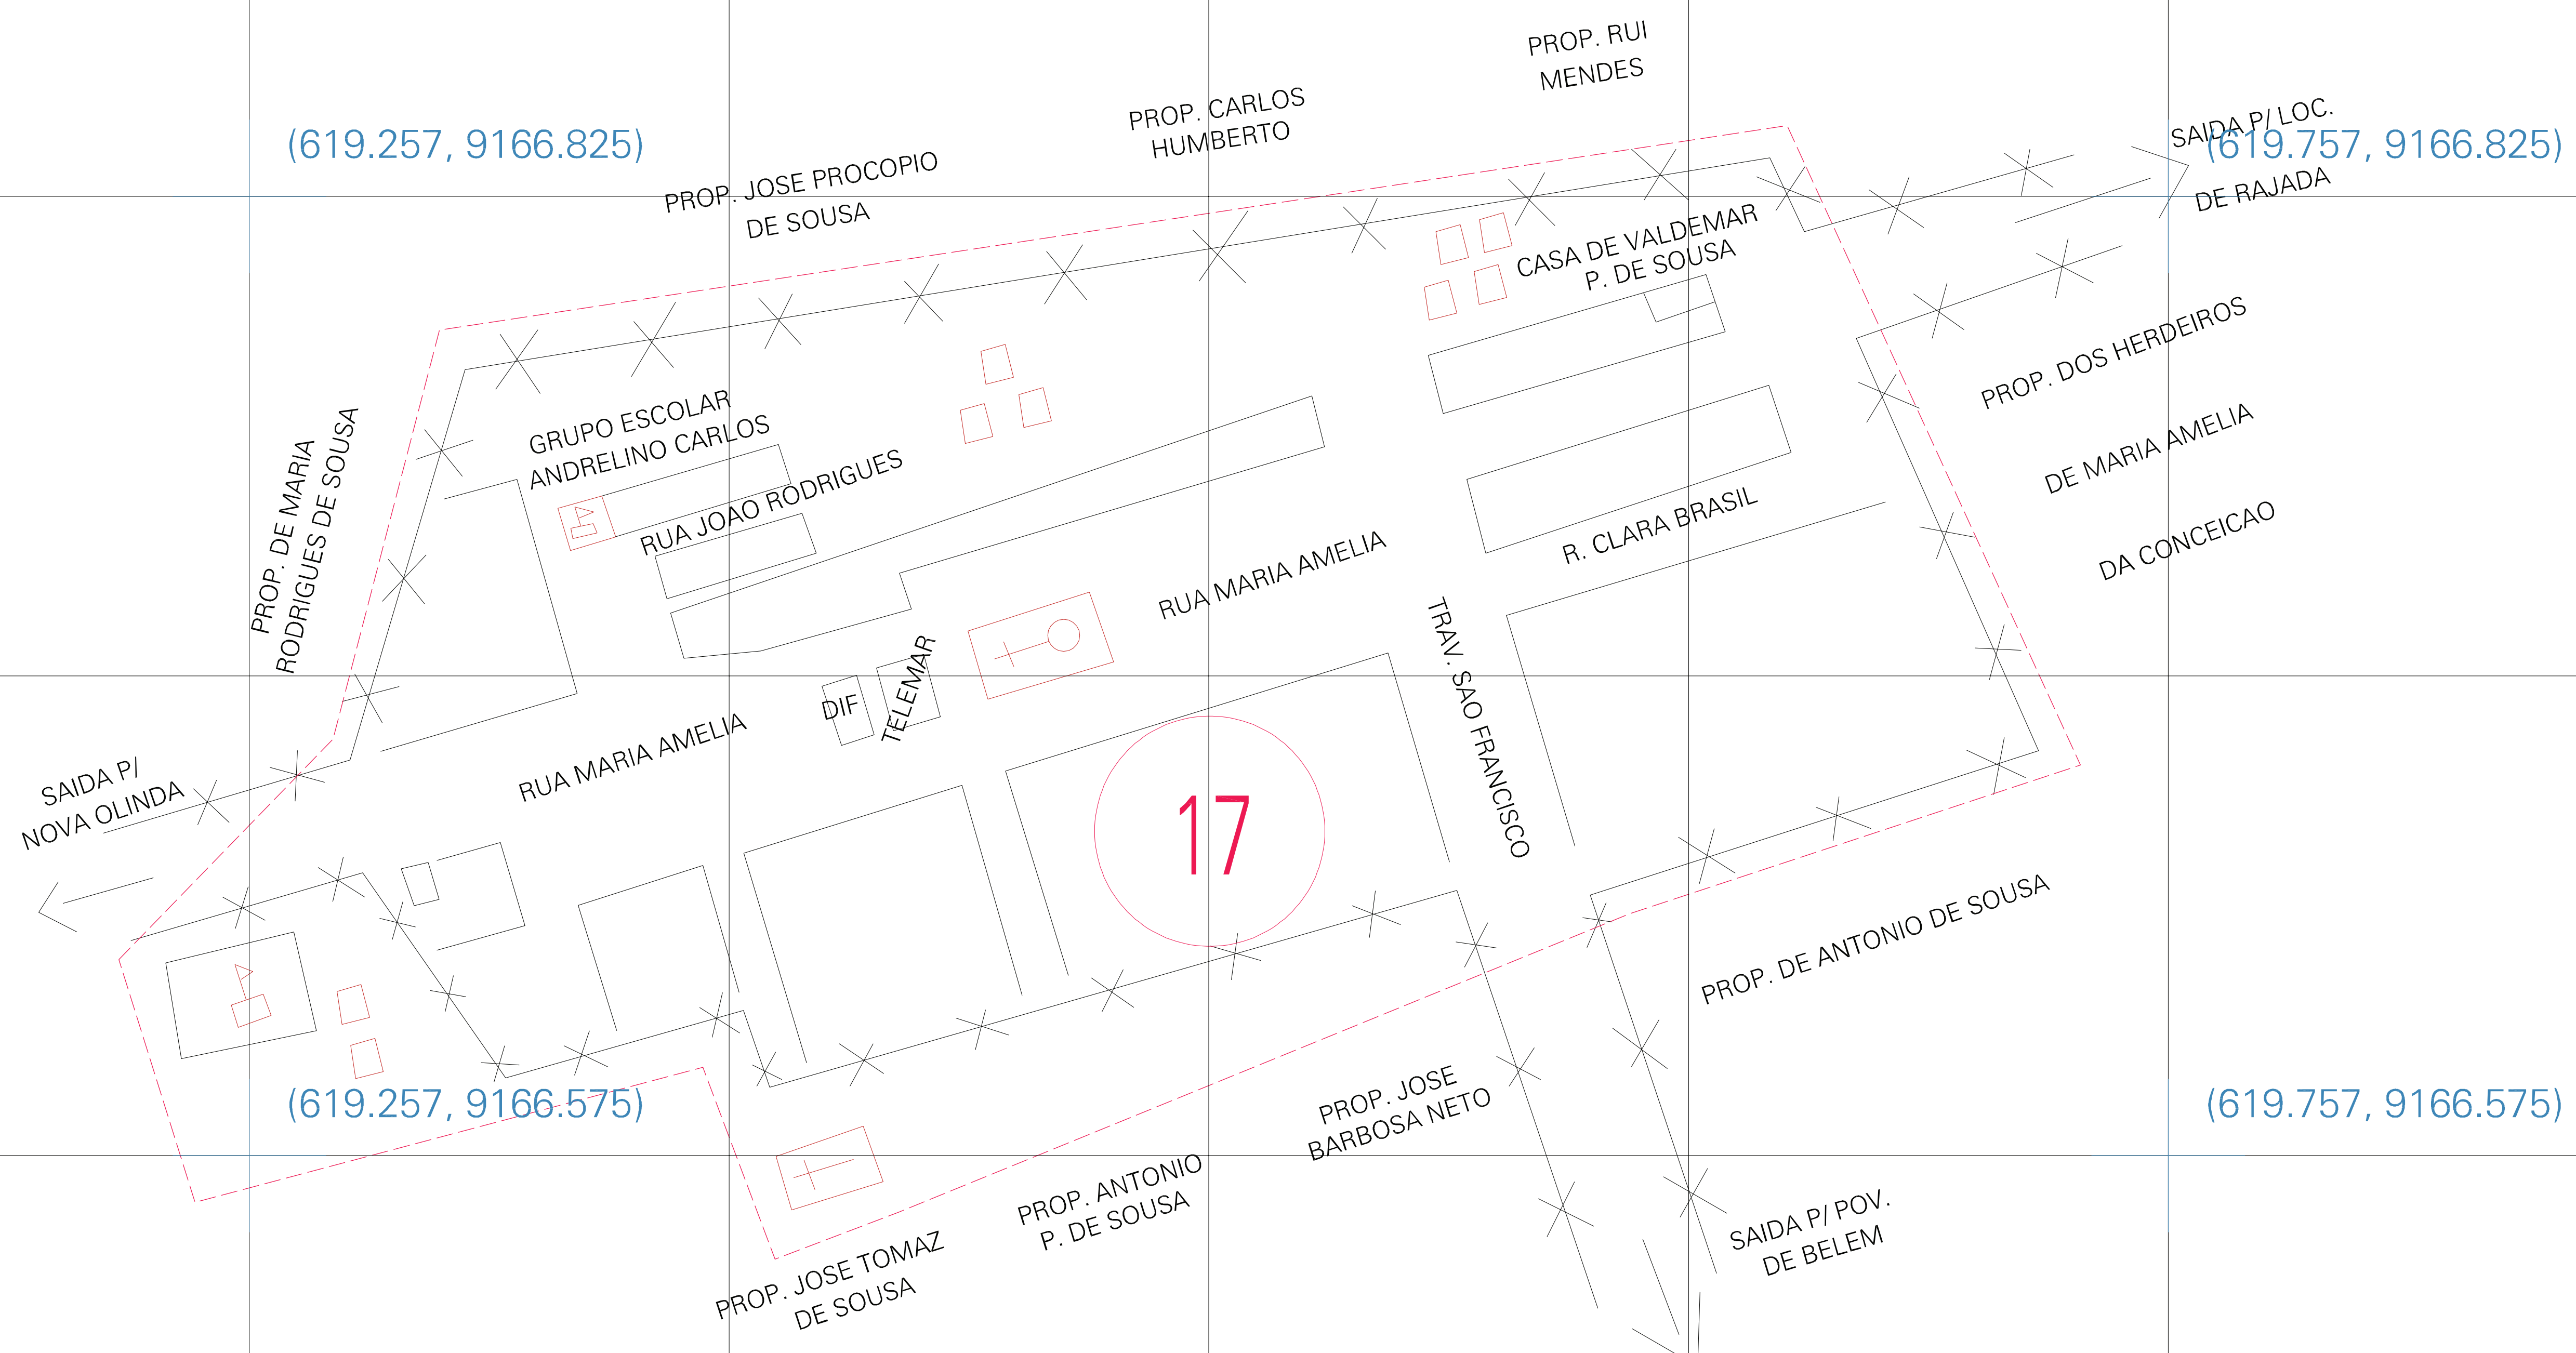 PROP. RUI
MENDES
PROP. CARLOS
HUMBERTO
SAIDA P/ LOC.
DE RAJADA
(619.257, 9166.825)
(619.757, 9166.825)
PROP. JOSE PROCOPIO
DE SOUSA
CASA DE VALDEMAR
P. DE SOUSA
PROP. DOS HERDEIROS
DE MARIA AMELIA
DA CONCEICAO
GRUPO ESCOLAR
ANDRELINO CARLOS
RUA JOAO RODRIGUES
PROP. DE MARIA
RODRIGUES DE SOUSA
R. CLARA BRASIL
RUA MARIA AMELIA
TRAV. SAO FRANCISCO
TELEMAR
DIF
RUA MARIA AMELIA
SAIDA P/
NOVA OLINDA
17
PROP. DE ANTONIO DE SOUSA
(619.257, 9166.575)
(619.757, 9166.575)
PROP. JOSE
BARBOSA NETO
PROP. ANTONIO
P. DE SOUSA
SAIDA P/ POV.
DE BELEM
PROP. JOSE TOMAZ
DE SOUSA